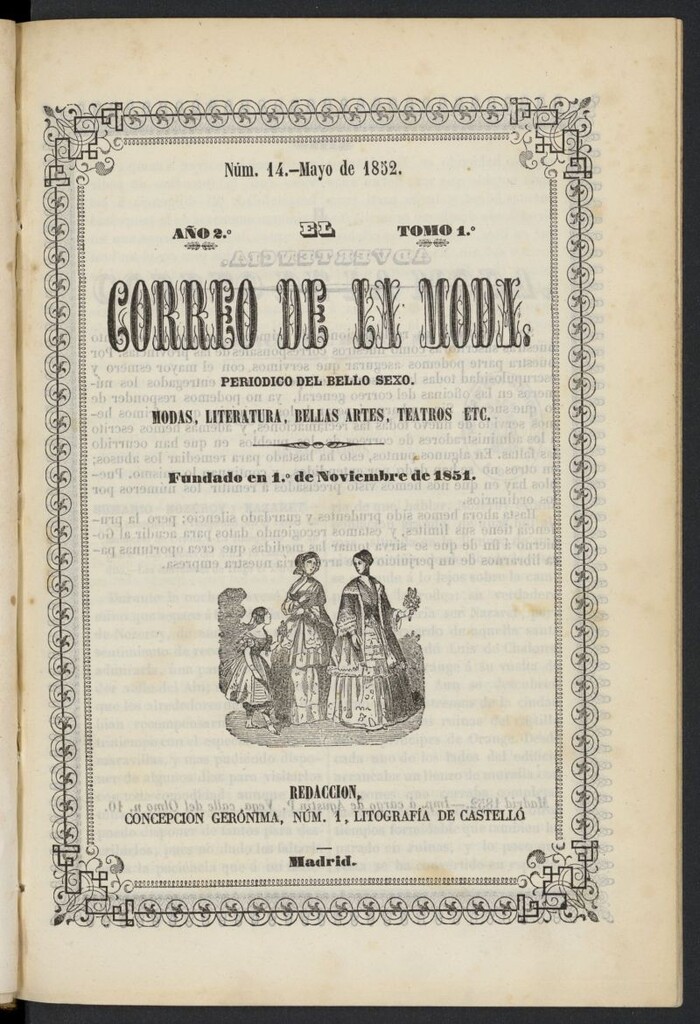 Núm. 14.-Mayo de 1852.
AÑO 2.º EL TOMO 1.º
CORREO DE LA MODA.
PERIODICO DEL BELLO SEXO.
MODAS, LITERATURA, BELLAS ARTES, TEATROS ETC.
Fundado en 1.º de Noviembre de 1851.
REDACCION,
CONCEPCION GERÓNIMA, NÚM. 1, LITOGRAFÍA DE CASTELLÓ
Madrid.